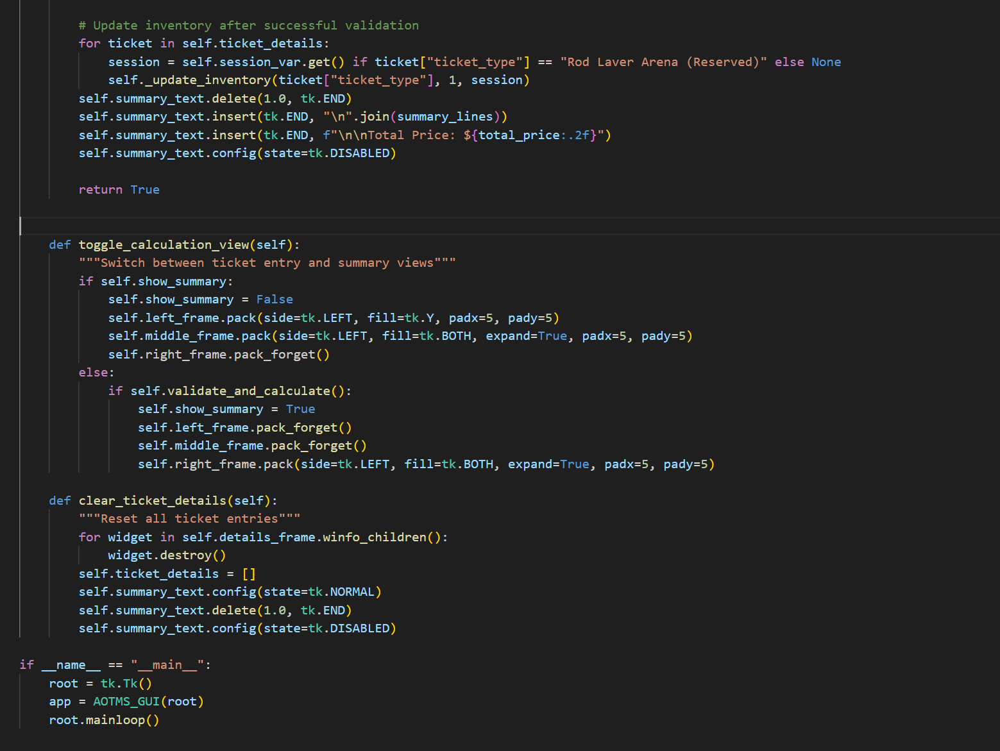 # Update inventory after successful validation
for ticket in self.ticket_details:
session = self.session_var.get() if ticket["ticket_type"] == "Rod Laver Arena (Reserved)" else None
self._update_inventory(ticket["ticket_type"], 1, session)
self.summary_text.delete(1.0, tk.END)
self.summary_text.insert(tk.END, "\n".join(summary_lines))
self.summary_text.insert(tk.END, f"\n\nTotal Price: ${total_price:.2f}")
self.summary_text.config(state=tk.DISABLED)
return True
def toggle_calculation_view(self):
"""Switch between ticket entry and summary views"""
if self.show_summary:
self.show_summary = False
self.left_frame.pack(side=tk.LEFT, fill=tk.Y, padx=5, pady=5)
self.middle_frame.pack(side=tk.LEFT, fill=tk.BOTH, expand=True, padx=5, pady=5)
self.right_frame.pack_forget()
else:
if self.validate_and_calculate():
self.show_summary = True
self.left_frame.pack_forget()
self.middle_frame.pack_forget()
self.right_frame.pack(side=tk.LEFT, fill=tk.BOTH, expand=True, padx=5, pady=5)
def clear_ticket_details(self):
"""Reset all ticket entries"""
for widget in self.details_frame.winfo_children():
widget.destroy()
self.ticket_details = []
self.summary_text.config(state=tk.NORMAL)
self.summary_text.delete(1.0, tk.END)
self.summary_text.config(state=tk.DISABLED)
if __name__ == "__main__":
root = tk.Tk()
app = AOTMS_GUI(root)
root.mainloop()